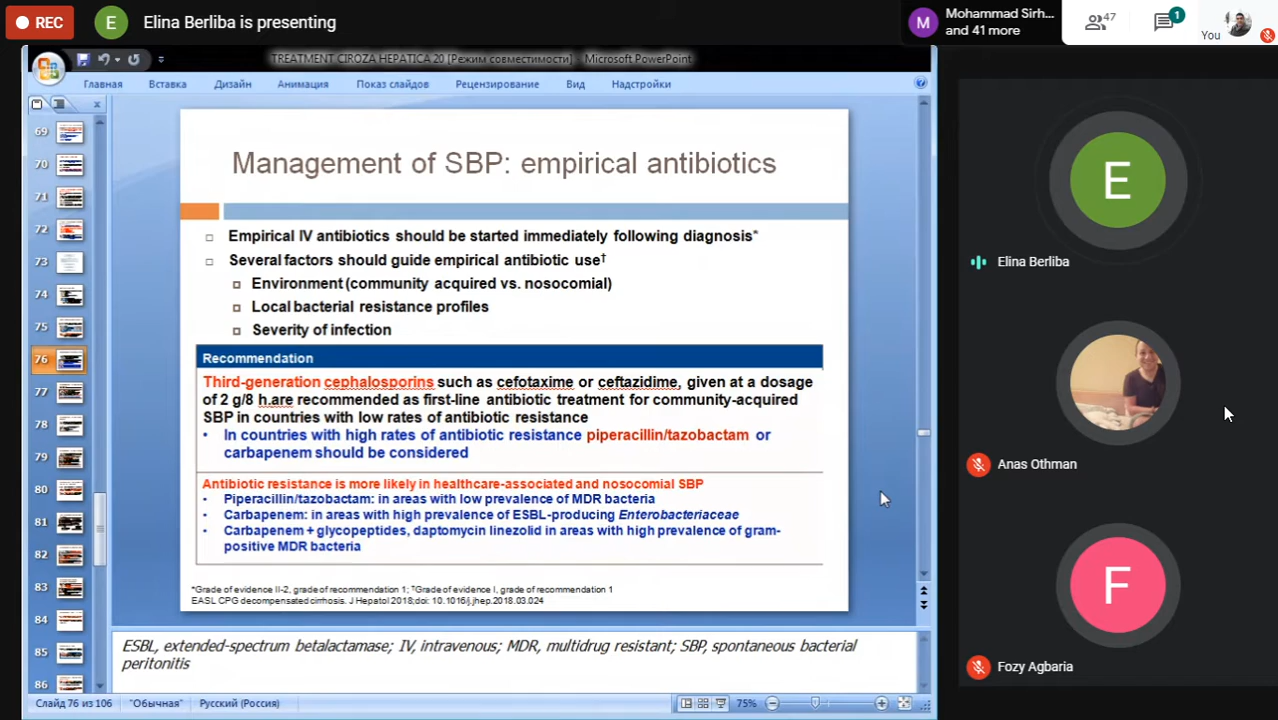 REC
E
Elina Berliba is presenting
M
Mohammad Sirh...
and 41 more
47
1
You
TREATMENT CIROZA HEPATICA 20 [Режим совместимости] - Microsoft PowerPoint
Главная Вставка Дизайн Анимация Показ слайдов Рецензирование Вид Надстройки
69
70
71
72
73
74
75
76
77
78
79
80
81
82
83
84
85
86
Management of SBP: empirical antibiotics
Empirical IV antibiotics should be started immediately following diagnosis*
Several factors should guide empirical antibiotic use†
Environment (community acquired vs. nosocomial)
Local bacterial resistance profiles
Severity of infection
Recommendation
Third-generation cephalosporins such as cefotaxime or ceftazidime, given at a dosage
of 2 g/8 h.are recommended as first-line antibiotic treatment for community-acquired
SBP in countries with low rates of antibiotic resistance
• In countries with high rates of antibiotic resistance piperacillin/tazobactam or
carbapenem should be considered
Antibiotic resistance is more likely in healthcare-associated and nosocomial SBP
• Piperacillin/tazobactam: in areas with low prevalence of MDR bacteria
• Carbapenem: in areas with high prevalence of ESBL-producing Enterobacteriaceae
• Carbapenem + glycopeptides, daptomycin linezolid in areas with high prevalence of gram-
positive MDR bacteria
*Grade of evidence II-2, grade of recommendation 1; †Grade of evidence I, grade of recommendation 1
EASL CPG decompensated cirrhosis. J Hepatol 2018;doi: 10.1016/j.jhep.2018.03.024
ESBL, extended-spectrum betalactamase; IV, intravenous; MDR, multidrug resistant; SBP, spontaneous bacterial
peritonitis
Слайд 76 из 106 "Обычная" Русский (Россия) 75%
E
Elina Berliba
Anas Othman
F
Fozy Agbaria